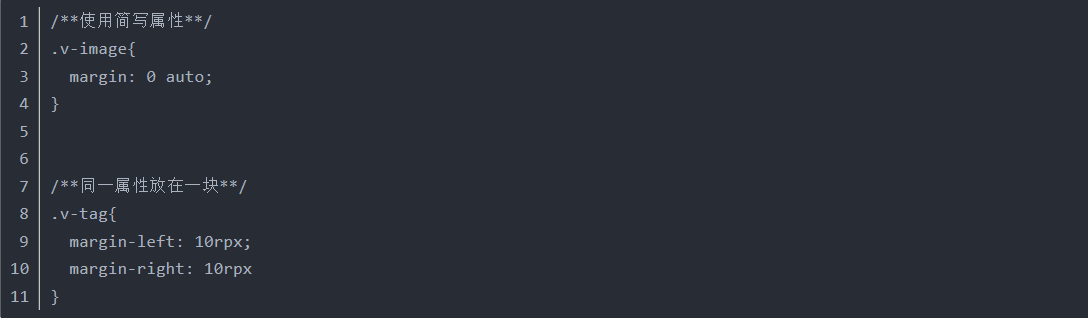 1 /**使用简写属性**/
2 .v-image{
3   margin: 0 auto;
4 }
5
6
7 /**同一属性放在一块**/
8 .v-tag{
9   margin-left: 10rpx;
10   margin-right: 10rpx
11 }